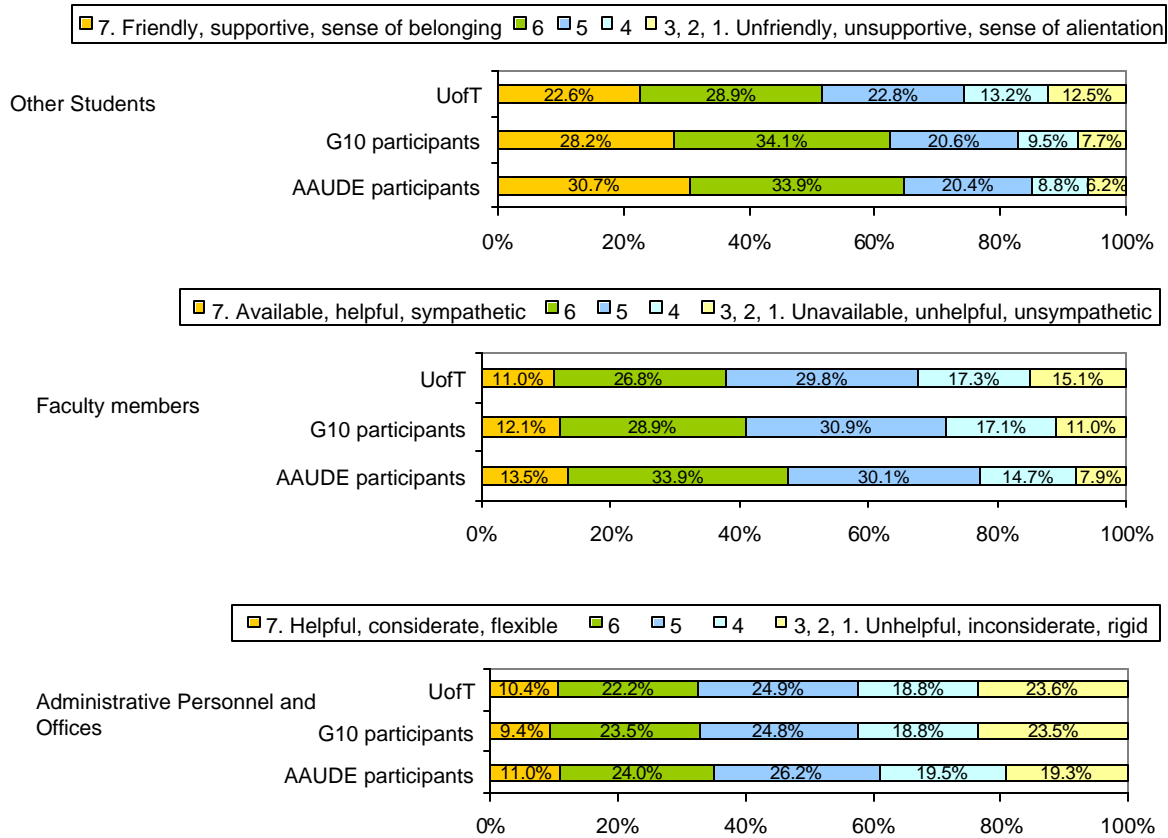 7. Friendly, supportive, sense of belonging 6 5 4 3, 2, 1. Unfriendly, unsupportive, sense of alientation
Other Students
UofT 22.6% 28.9% 22.8% 13.2% 12.5%
G10 participants 28.2% 34.1% 20.6% 9.5% 7.7%
AAUDE participants 30.7% 33.9% 20.4% 8.8% 6.2%
0% 20% 40% 60% 80% 100%
7. Available, helpful, sympathetic 6 5 4 3, 2, 1. Unavailable, unhelpful, unsympathetic
UofT 11.0% 26.8% 29.8% 17.3% 15.1%
Faculty members
G10 participants 12.1% 28.9% 30.9% 17.1% 11.0%
AAUDE participants 13.5% 33.9% 30.1% 14.7% 7.9%
0% 20% 40% 60% 80% 100%
7. Helpful, considerate, flexible 6 5 4 3, 2, 1. Unhelpful, inconsiderate, rigid
UofT 10.4% 22.2% 24.9% 18.8% 23.6%
Administrative Personnel and
Offices
G10 participants 9.4% 23.5% 24.8% 18.8% 23.5%
AAUDE participants 11.0% 24.0% 26.2% 19.5% 19.3%
0% 20% 40% 60% 80% 100%